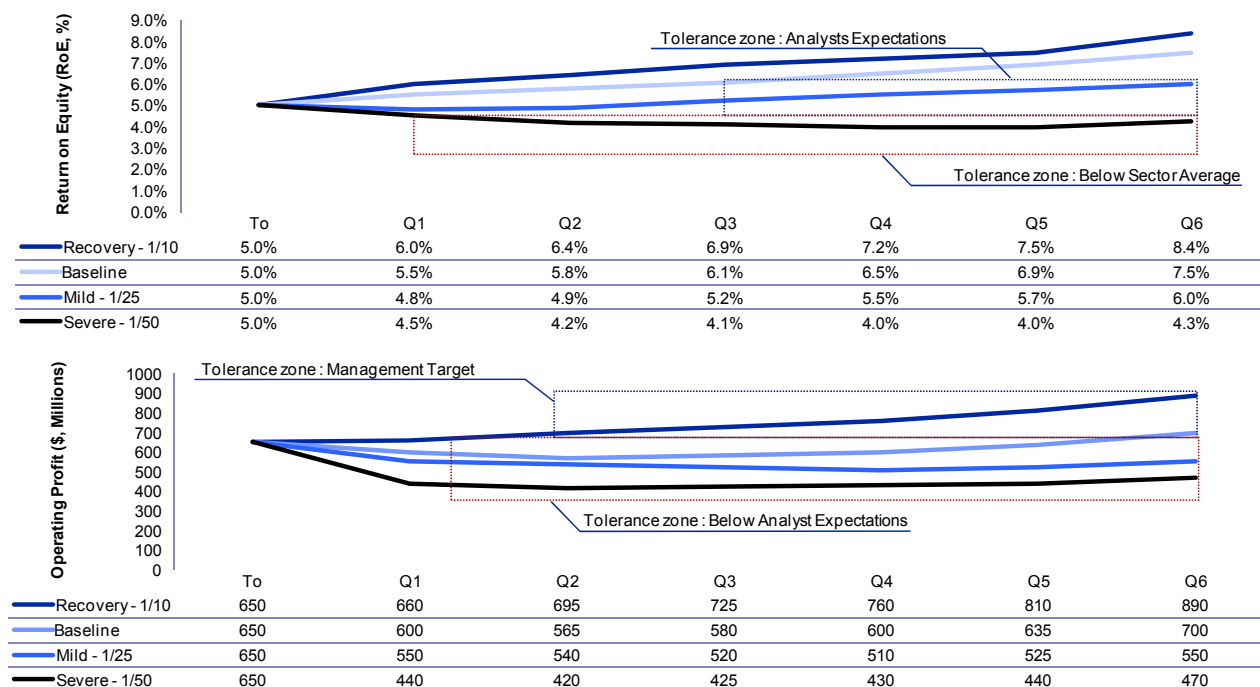 Return on Equity (RoE, %)
9.0%
8.0%
7.0%
6.0%
5.0%
4.0%
3.0%
2.0%
1.0%
0.0%
Tolerance zone : Analysts Expectations
Tolerance zone : Below Sector Average
To Q1 Q2 Q3 Q4 Q5 Q6
Recovery - 1/10 5.0% 6.0% 6.4% 6.9% 7.2% 7.5% 8.4%
Baseline 5.0% 5.5% 5.8% 6.1% 6.5% 6.9% 7.5%
Mild - 1/25 5.0% 4.8% 4.9% 5.2% 5.5% 5.7% 6.0%
Severe - 1/50 5.0% 4.5% 4.2% 4.1% 4.0% 4.0% 4.3%
Operating Profit ($, Millions)
1000
900
800
700
600
500
400
300
200
100
0
Tolerance zone : Management Target
Tolerance zone : Below Analyst Expectations
To Q1 Q2 Q3 Q4 Q5 Q6
Recovery - 1/10 650 660 695 725 760 810 890
Baseline 650 600 565 580 600 635 700
Mild - 1/25 650 550 540 520 510 525 550
Severe - 1/50 650 440 420 425 430 440 470